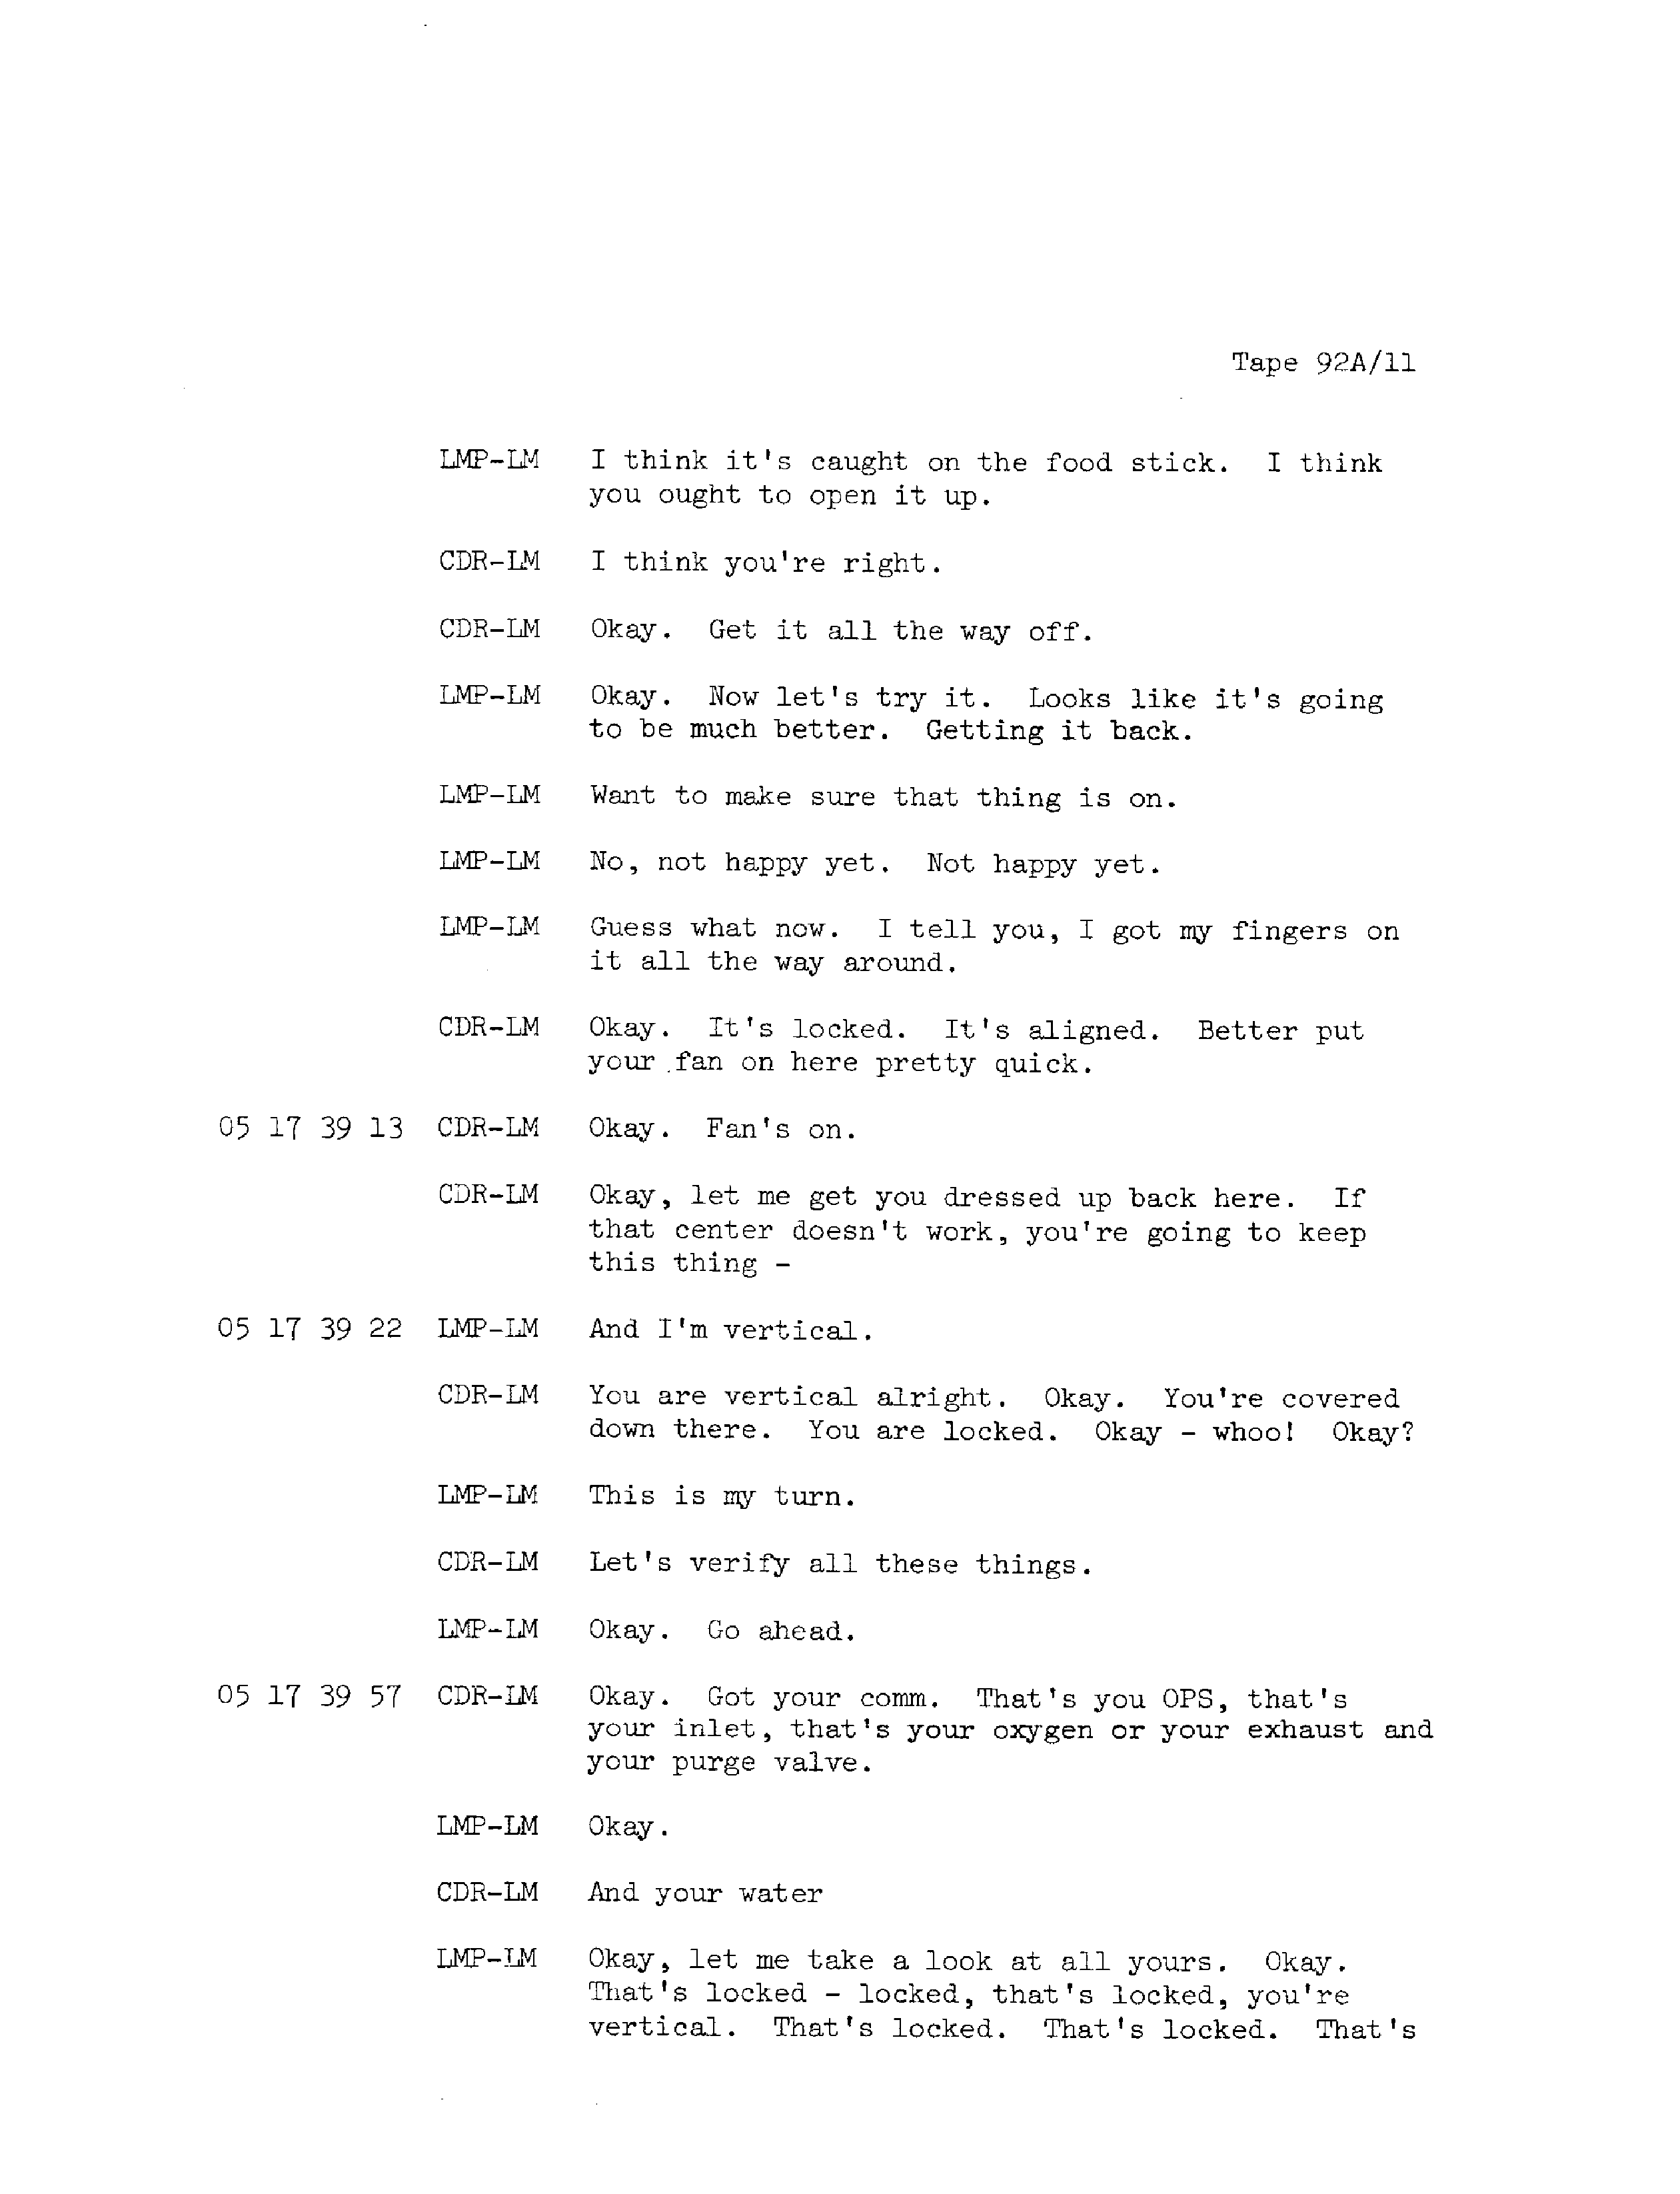 Tape 92A/11
LMP-LM I think it's caught on the food stick. I think
you ought to open it up.
CDR-LM I think you're right.
CDR-LM Okay. Get it all the way off.
LMP-LM Okay. Now let's try it. Looks like it's going
to be much better. Getting it back.
LMP-LM Want to make sure that thing is on.
LMP-LM No, not happy yet. Not happy yet.
LMP-LM Guess what now. I tell you, I got my fingers on
it all the way around.
CDR-LM Okay. It's locked. It's aligned. Better put
your fan on here pretty quick.
05 17 39 13 CDR-LM Okay. Fan's on.
CDR-LM Okay, let me get you dressed up back here. If
that center doesn't work, you're going to keep
this thing -
05 17 39 22 LMP-LM And I'm vertical.
CDR-LM You are vertical alright. Okay. You're covered
down there. You are locked. Okay - whoo! Okay?
LMP-LM This is my turn.
CDR-LM Let's verify all these things.
LMP-LM Okay. Go ahead.
05 17 39 57 CDR-LM Okay. Got your comm. That's you OPS, that's
your inlet, that's your oxygen or your exhaust and
your purge valve.
LMP-LM Okay.
CDR-LM And your water
LMP-LM Okay, let me take a look at all yours. Okay.
That's locked - locked, that's locked, you're
vertical. That's locked. That's locked. That's